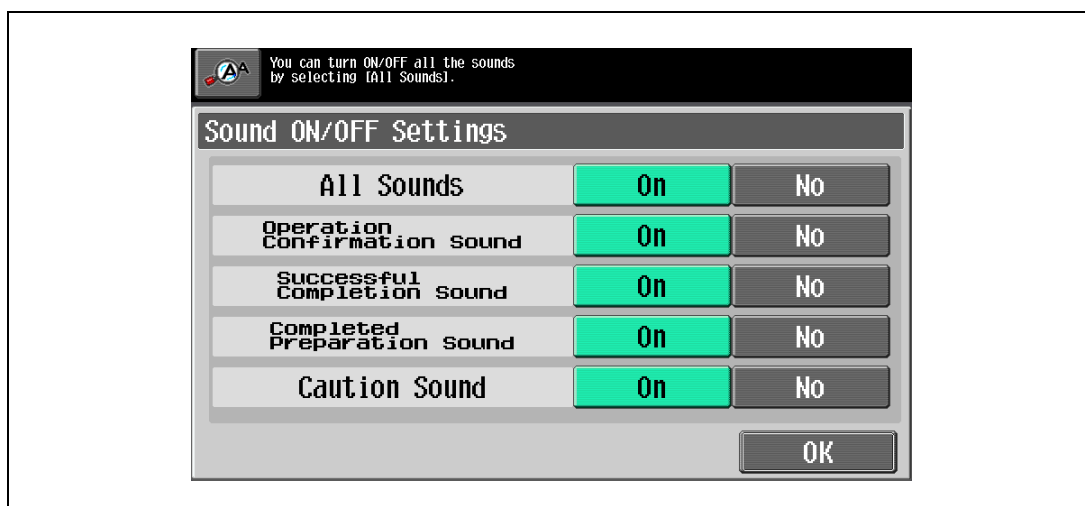 You can turn ON/OFF all the sounds
by selecting [All Sounds].
Sound ON/OFF Settings
All Sounds On No
Operation
Confirmation Sound On No
Successful
Completion Sound On No
Completed
Preparation Sound On No
Caution Sound On No
OK